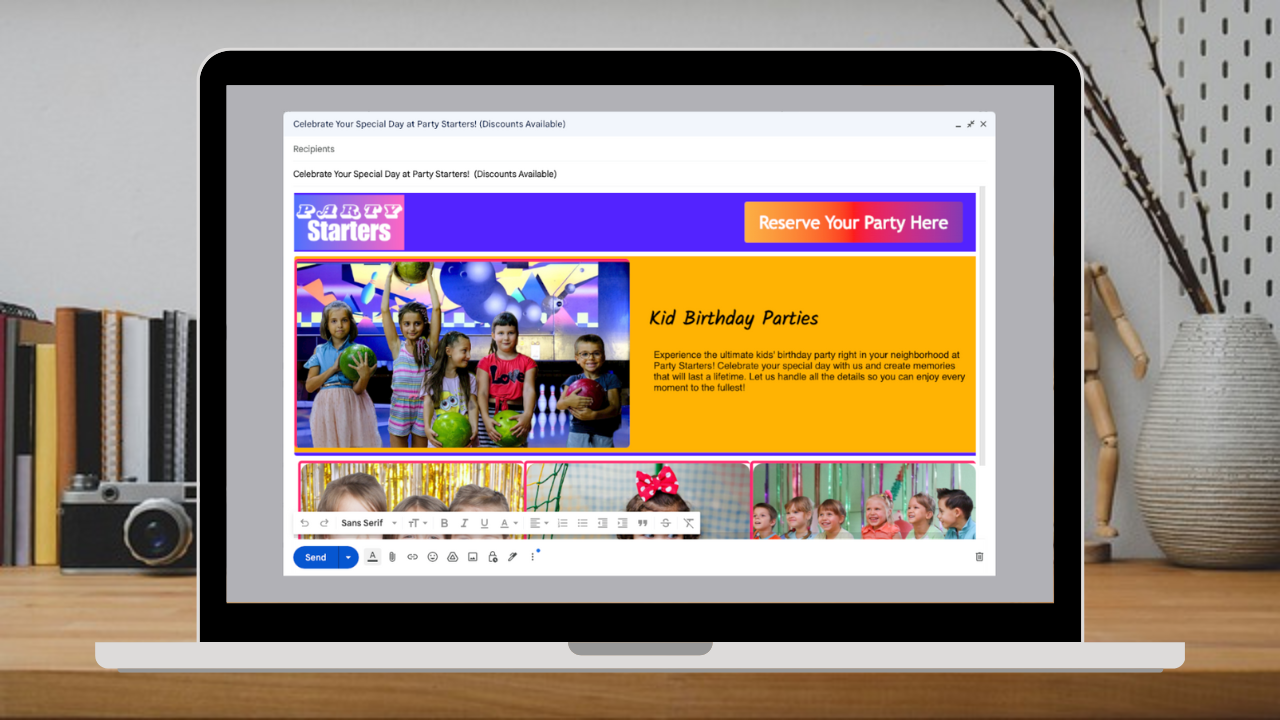 Celebrate Your Special Day at Party Starters! (Discounts Available)
Recipients
Celebrate Your Special Day at Party Starters! (Discounts Available)
PARTY
Starters
Reserve Your Party Here
Kid Birthday Parties
Experience the ultimate kids' birthday party right in your neighborhood at
Party Starters! Celebrate your special day with us and create memories
that will last a lifetime. Let us handle all the details so you can enjoy every
moment to the fullest!
Love
Sans Serif
Send